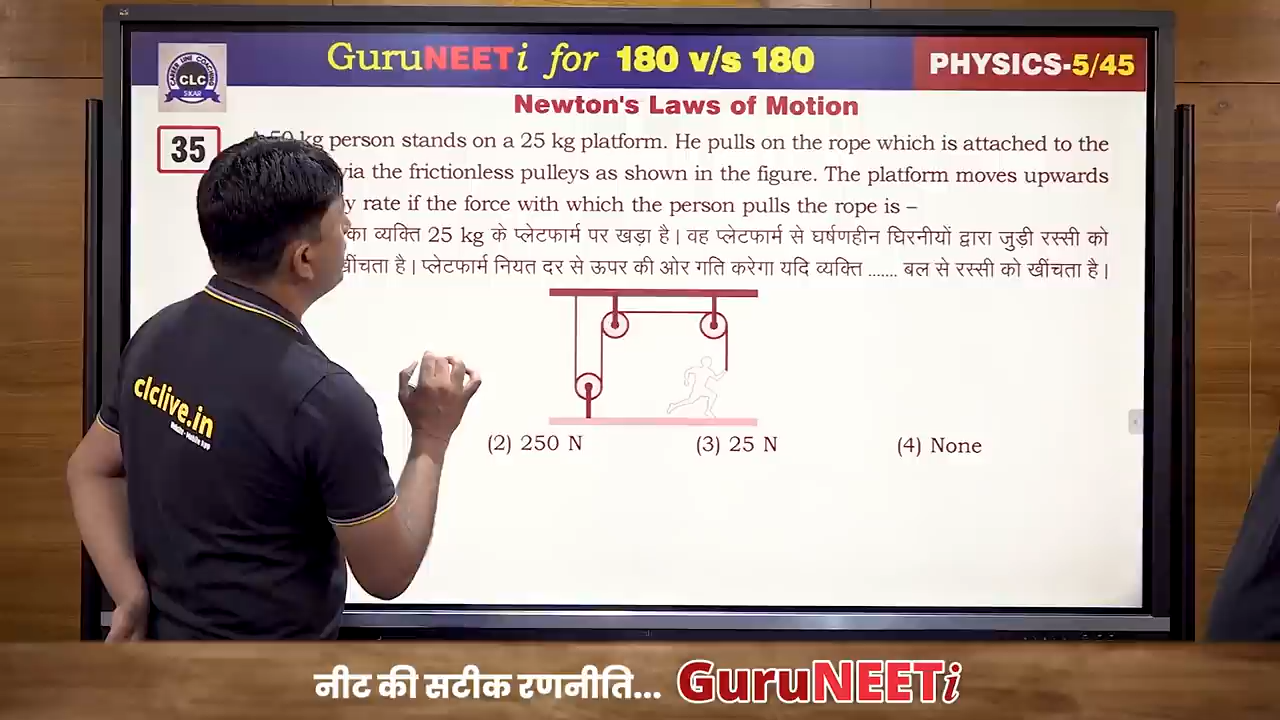 GuruNEETi for 180 v/s 180
PHYSICS-5/45
CLC
SIKAR
Newton's Laws of Motion
35
50 kg person stands on a 25 kg platform. He pulls on the rope which is attached to the
via the frictionless pulleys as shown in the figure. The platform moves upwards
rate if the force with which the person pulls the rope is –
का व्यक्ति 25 kg के प्लेटफार्म पर खड़ा है। वह प्लेटफार्म से घर्षणहीन घिरनीयों द्वारा जुडी रस्सी को
खींचता है। प्लेटफार्म नियत दर से ऊपर की ओर गति करेगा यदि व्यक्ति ....... बल से रस्सी को खींचता है।
(2) 250 N
(3) 25 N
(4) None
clclive.in
नीट की सटीक रणनीति... GuruNEETi